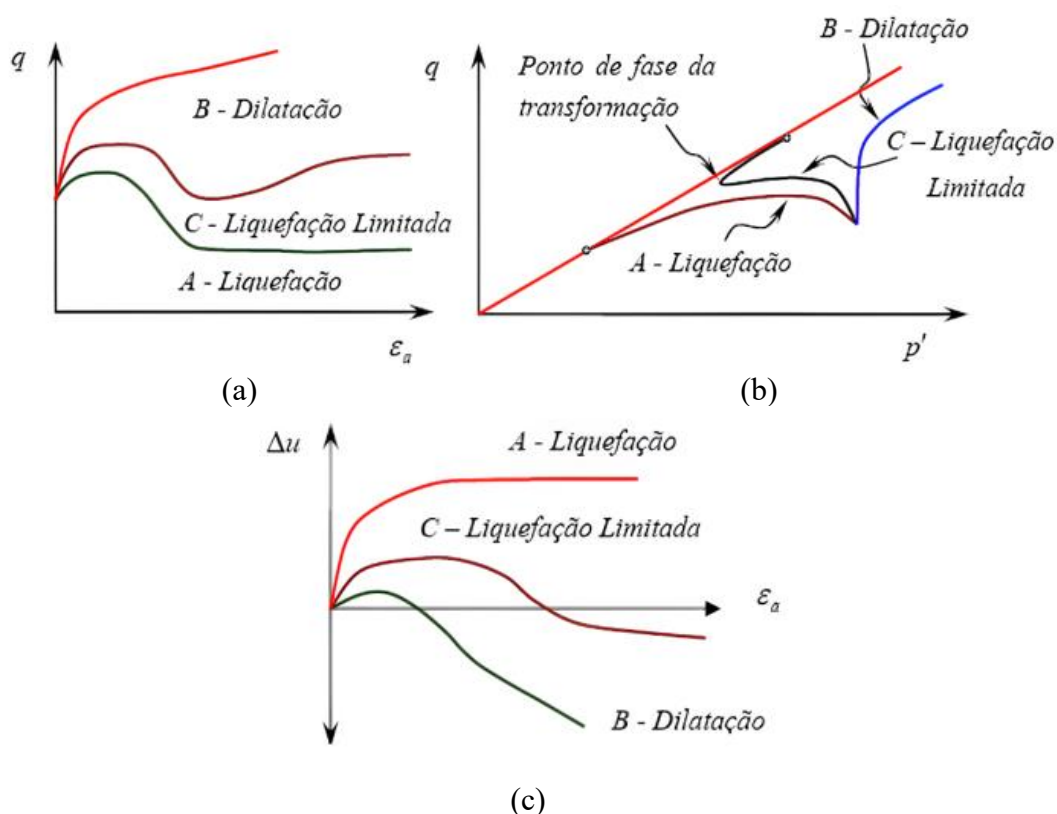 q
B - Dilatação
C - Liquefação Limitada
A - Liquefação
εₐ
(a)
B - Dilatação
q
Ponto de fase da
transformação
C – Liquefação
Limitada
A - Liquefação
p'
(b)
Δu
A - Liquefação
C – Liquefação Limitada
εₐ
B - Dilatação
(c)